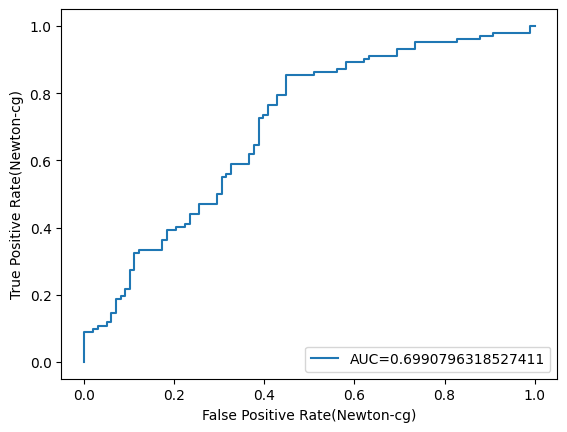 1.0
0.8
0.6
0.4
0.2
0.0
True Positive Rate(Newton-cg)
AUC=0.6990796318527411
0.0 0.2 0.4 0.6 0.8 1.0
False Positive Rate(Newton-cg)